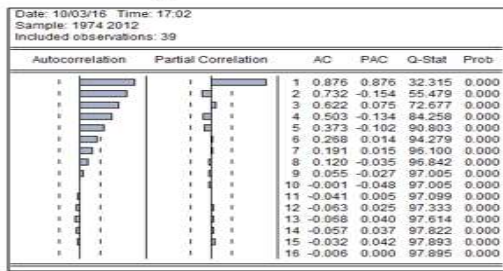 Date: 10/03/16 Time: 17:02
Sample: 1974 2012
Included observations: 39
Autocorrelation Partial Correlation AC PAC Q-Stat Prob
1 0.876 0.876 32.315 0.000
2 0.732 -0.154 55.479 0.000
3 0.622 0.075 72.677 0.000
4 0.503 -0.134 84.258 0.000
5 0.373 -0.102 90.803 0.000
6 0.268 0.014 94.279 0.000
7 0.191 0.015 96.100 0.000
8 0.120 -0.035 96.842 0.000
9 0.055 -0.027 97.005 0.000
10 -0.001 -0.048 97.005 0.000
11 -0.041 0.005 97.099 0.000
12 -0.063 0.025 97.333 0.000
13 -0.068 0.040 97.614 0.000
14 -0.057 0.037 97.822 0.000
15 -0.032 0.042 97.893 0.000
16 -0.006 0.000 97.895 0.000